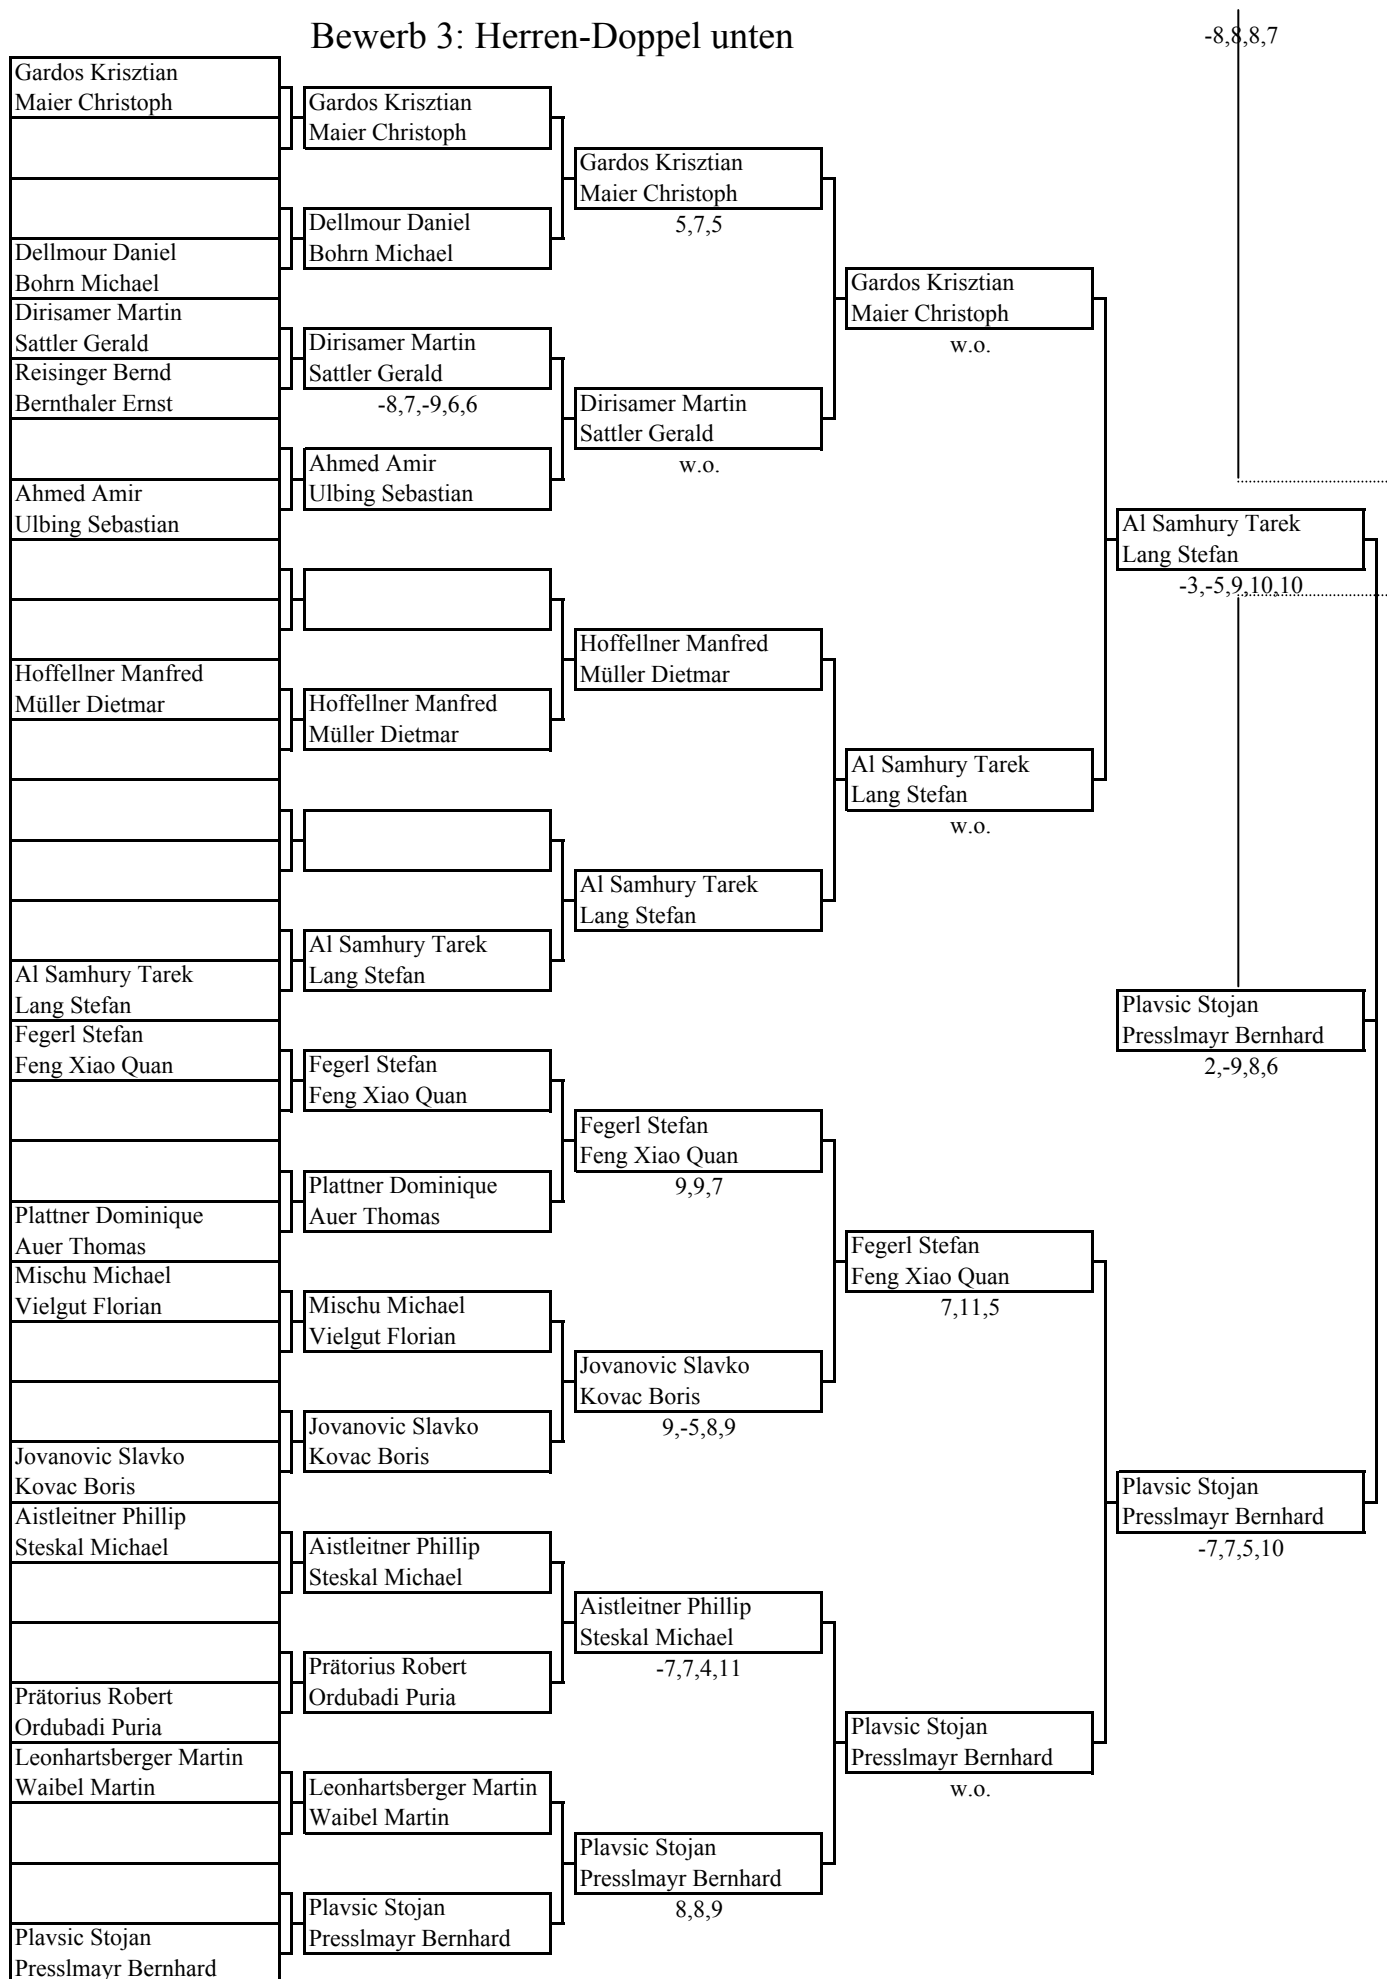 Bewerb 3: Herren-Doppel unten
-8,8,8,7
Gardos Krisztian
Maier Christoph
Dellmour Daniel
Bohrn Michael
Dirisamer Martin
Sattler Gerald
Reisinger Bernd
Bernthaler Ernst
Ahmed Amir
Ulbing Sebastian
Hoffellner Manfred
Müller Dietmar
Al Samhury Tarek
Lang Stefan
Fegerl Stefan
Feng Xiao Quan
Plattner Dominique
Auer Thomas
Mischu Michael
Vielgut Florian
Jovanovic Slavko
Kovac Boris
Aistleitner Phillip
Steskal Michael
Prätorius Robert
Ordubadi Puria
Leonhartsberger Martin
Waibel Martin
Plavsic Stojan
Presslmayr Bernhard
Gardos Krisztian
Maier Christoph
Dellmour Daniel
Bohrn Michael
Dirisamer Martin
Sattler Gerald
-8,7,-9,6,6
Ahmed Amir
Ulbing Sebastian
Hoffellner Manfred
Müller Dietmar
Al Samhury Tarek
Lang Stefan
Fegerl Stefan
Feng Xiao Quan
Plattner Dominique
Auer Thomas
Mischu Michael
Vielgut Florian
Jovanovic Slavko
Kovac Boris
Aistleitner Phillip
Steskal Michael
Prätorius Robert
Ordubadi Puria
Leonhartsberger Martin
Waibel Martin
Plavsic Stojan
Presslmayr Bernhard
Gardos Krisztian
Maier Christoph
5,7,5
Dirisamer Martin
Sattler Gerald
w.o.
Hoffellner Manfred
Müller Dietmar
Al Samhury Tarek
Lang Stefan
Fegerl Stefan
Feng Xiao Quan
9,9,7
Jovanovic Slavko
Kovac Boris
9,-5,8,9
Aistleitner Phillip
Steskal Michael
-7,7,4,11
Plavsic Stojan
Presslmayr Bernhard
8,8,9
Gardos Krisztian
Maier Christoph
w.o.
Al Samhury Tarek
Lang Stefan
w.o.
Fegerl Stefan
Feng Xiao Quan
7,11,5
Plavsic Stojan
Presslmayr Bernhard
w.o.
Al Samhury Tarek
Lang Stefan
-3,-5,9,10,10
Plavsic Stojan
Presslmayr Bernhard
2,-9,8,6
Plavsic Stojan
Presslmayr Bernhard
-7,7,5,10